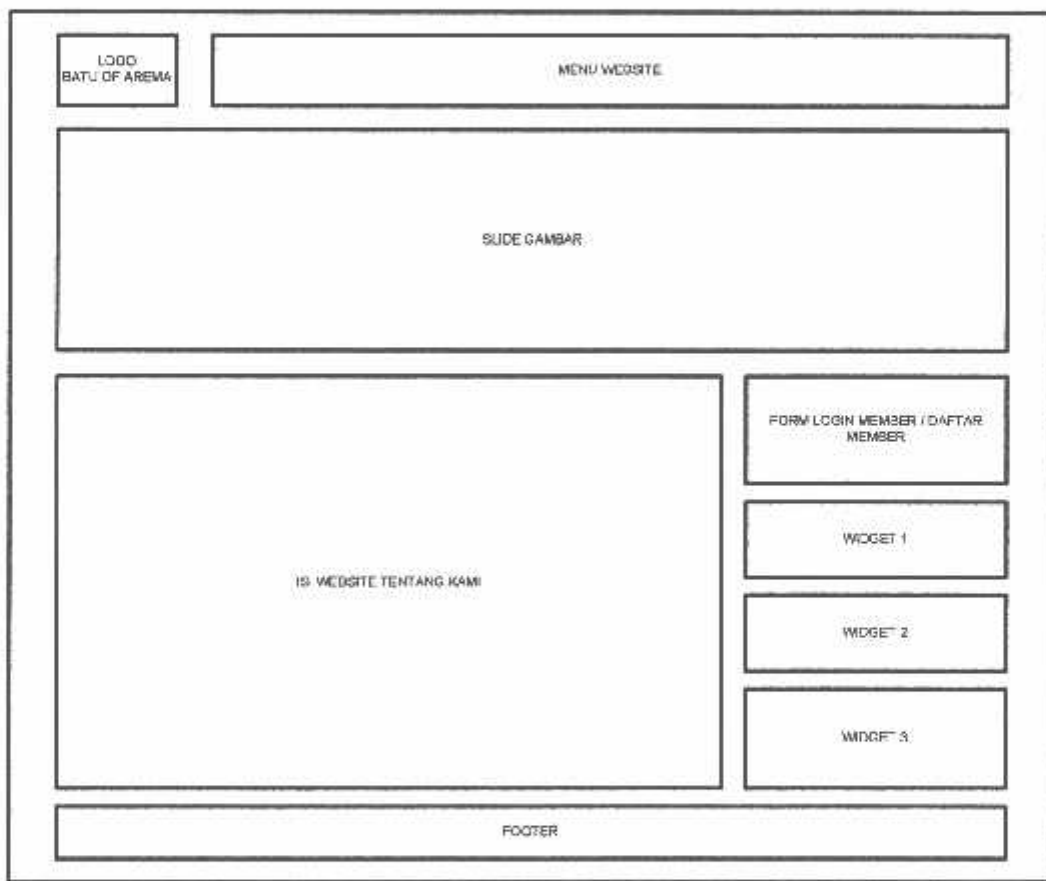 LOGO
BATU OF AREMA
MENU WEBSITE
SLIDE GAMBAR
FORM LOGIN MEMBER / DAFTAR
MEMBER
WIDGET 1
ISI WEBSITE TENTANG KAMI
WIDGET 2
WIDGET 3
FOOTER